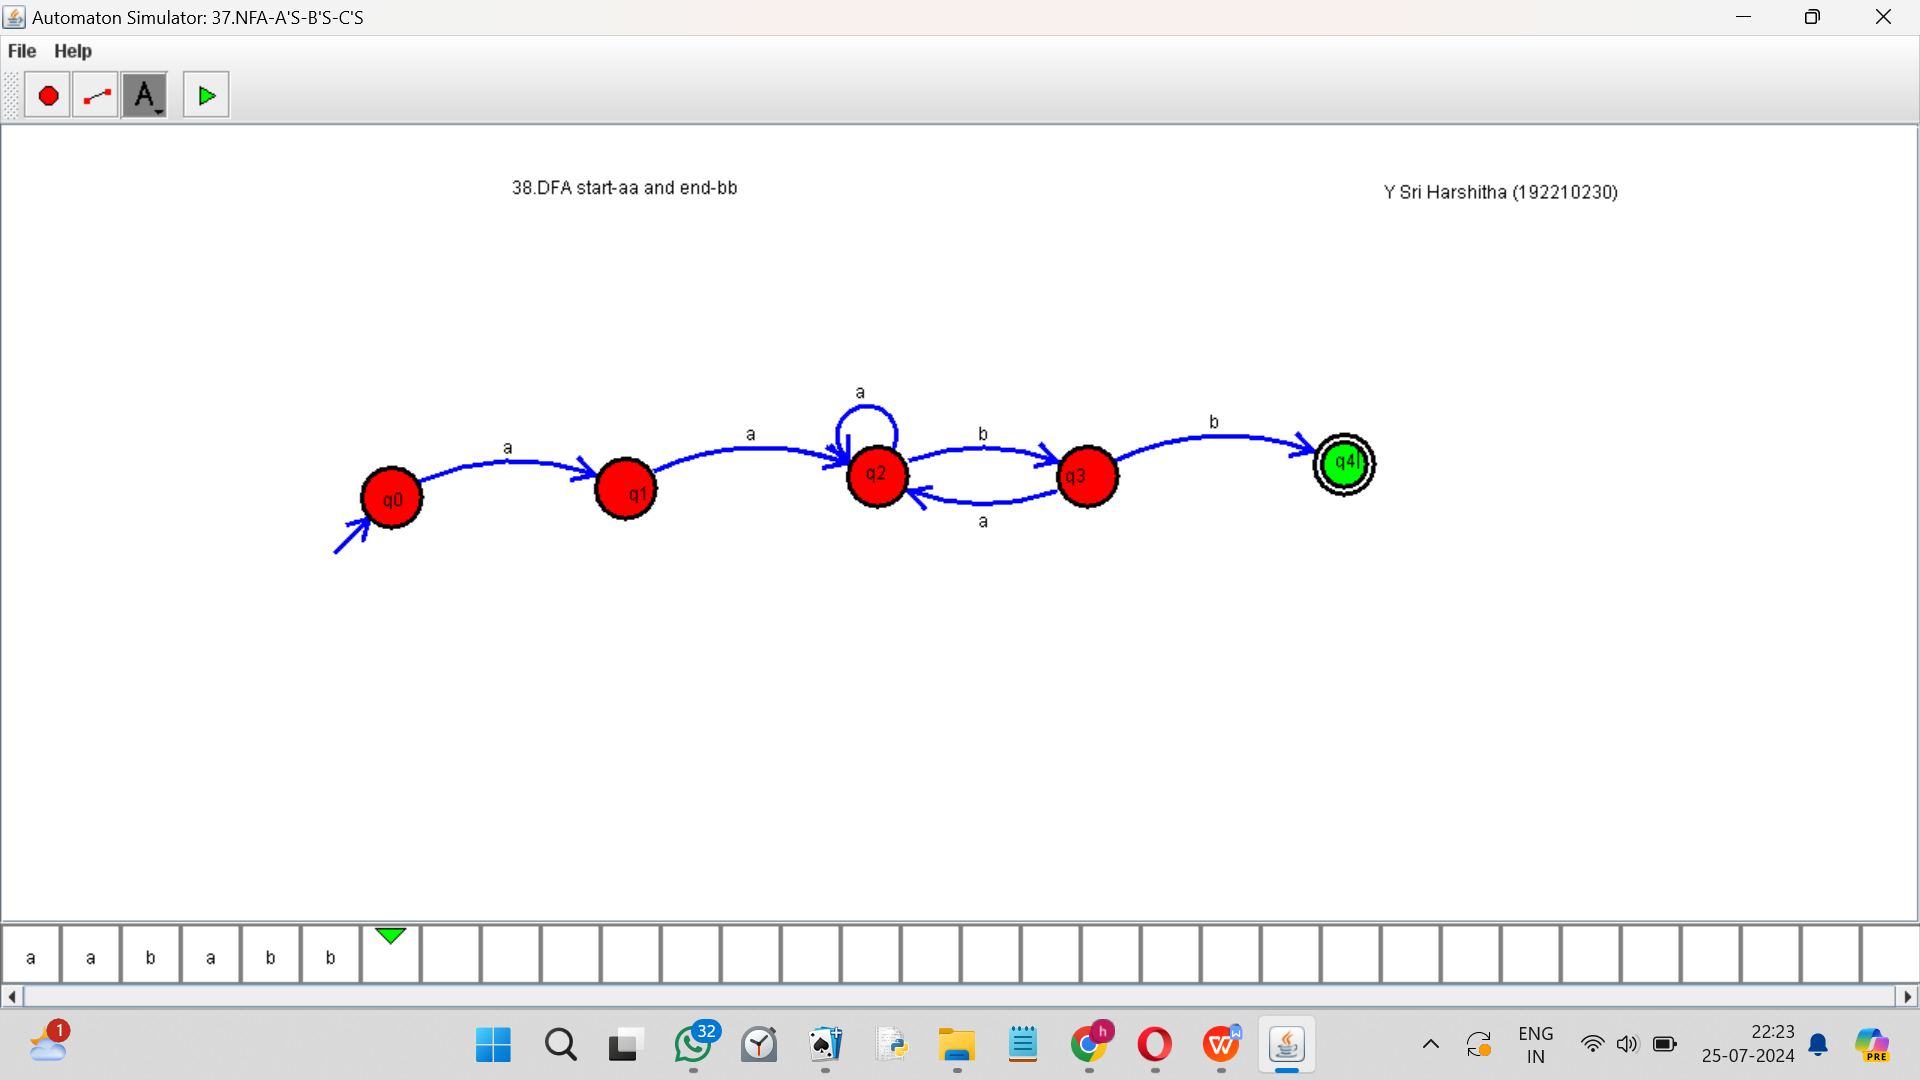 Automaton Simulator: 37.NFA-A'S-B'S-C'S
File Help
A
38.DFA start-aa and end-bb
Y Sri Harshitha (192210230)
a
a
a
b
b
q0
q1
q2
q3
q4
a
a a b a b b
1
32
h
W
W
ENG
IN
22:23
25-07-2024
PRE